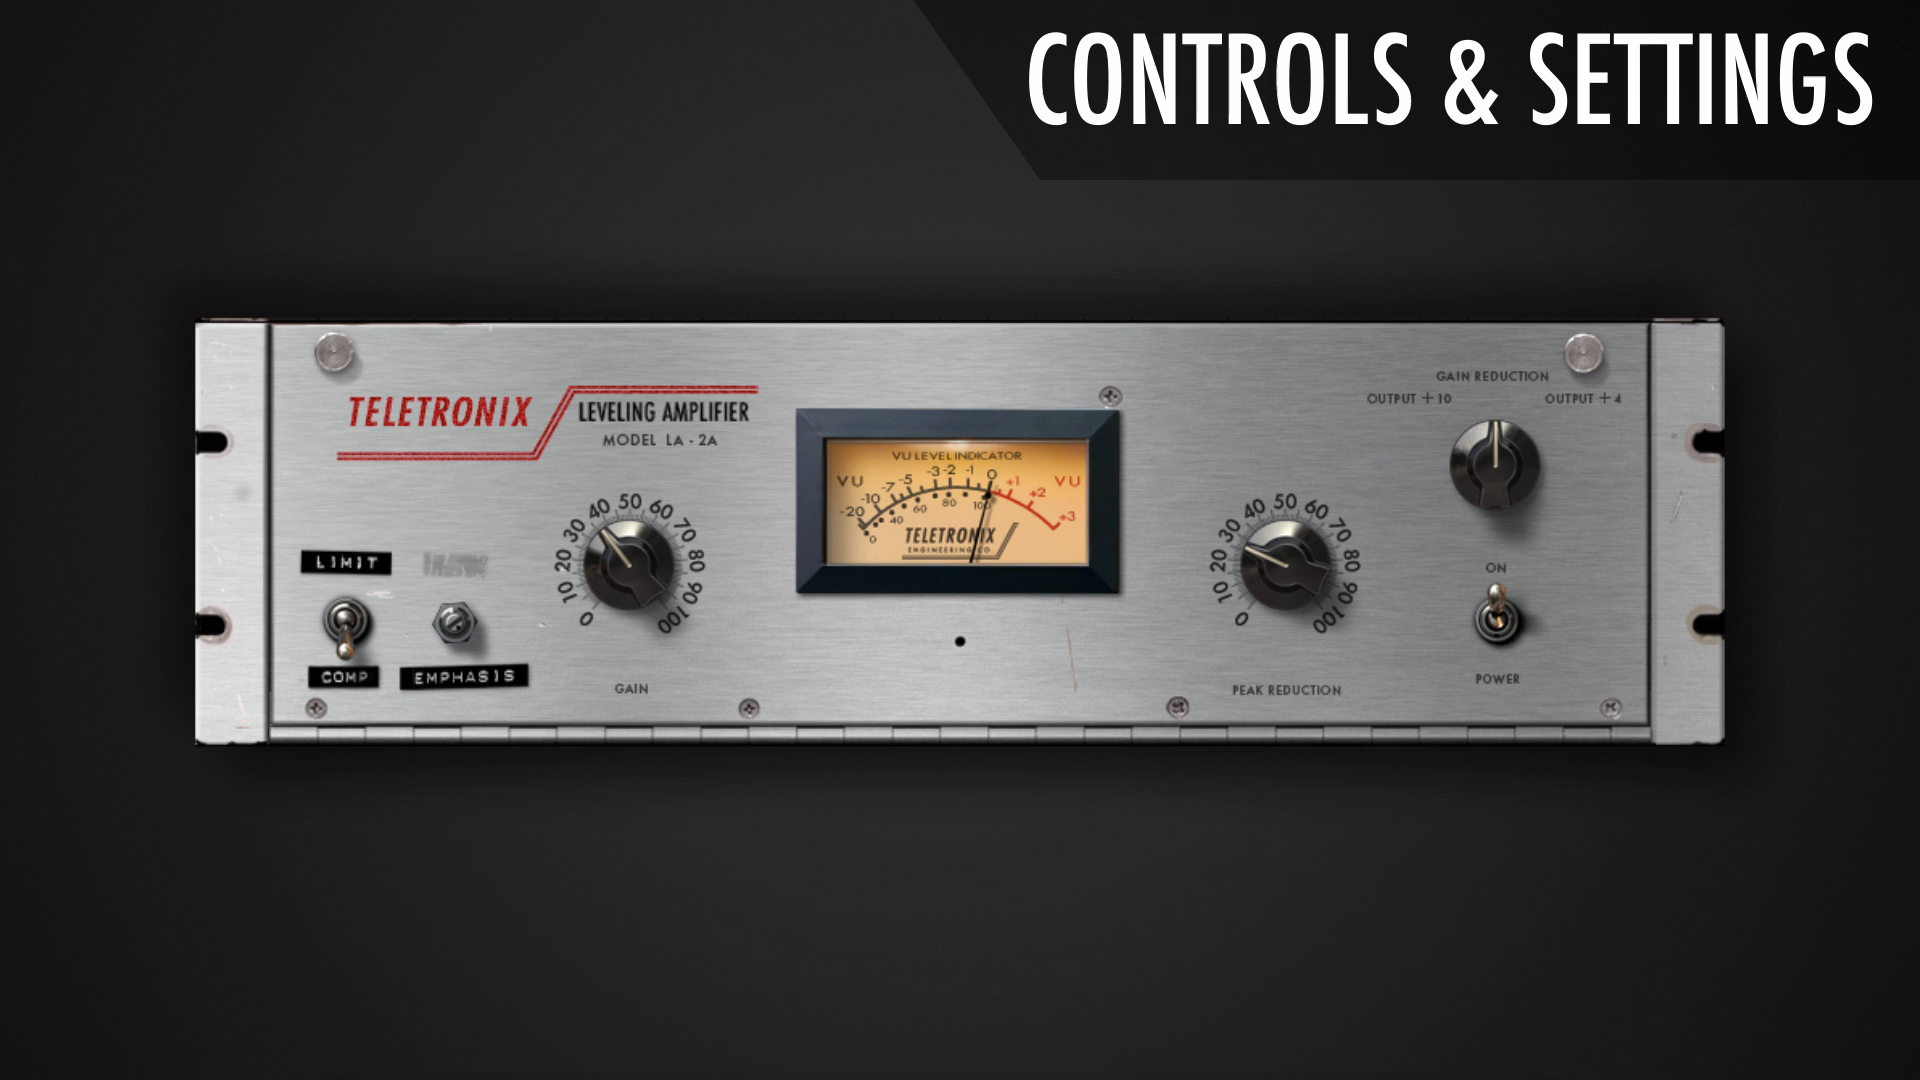 CONTROLS & SETTINGS
TELETRONIX
LEVELING AMPLIFIER
MODEL LA-2A
VU LEVEL INDICATOR
VU
VU
-20 -10 -7 -5 -3 -2 -1 0 +1 +2 +3
0 40 60 80 100
TELETRONIX
ENGINEERING CO.
GAIN REDUCTION
OUTPUT +10
OUTPUT +4
LIMIT
COMP
EMPHASIS
0 10 20 30 40 50 60 70 80 90 100
GAIN
0 10 20 30 40 50 60 70 80 90 100
PEAK REDUCTION
ON
POWER